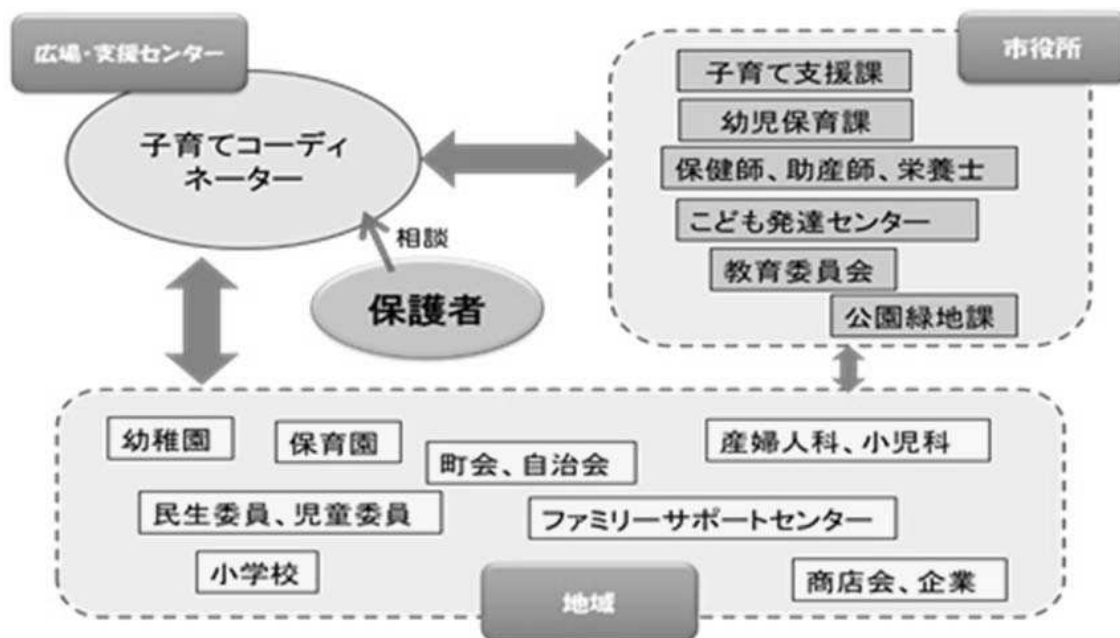 広場・支援センター
子育てコーディ
ネーター
相談
保護者
市役所
子育て支援課
幼児保育課
保健師、助産師、栄養士
こども発達センター
教育委員会
公園緑地課
幼稚園
保育園
町会、自治会
産婦人科、小児科
民生委員、児童委員
ファミリーサポートセンター
小学校
商店会、企業
地域